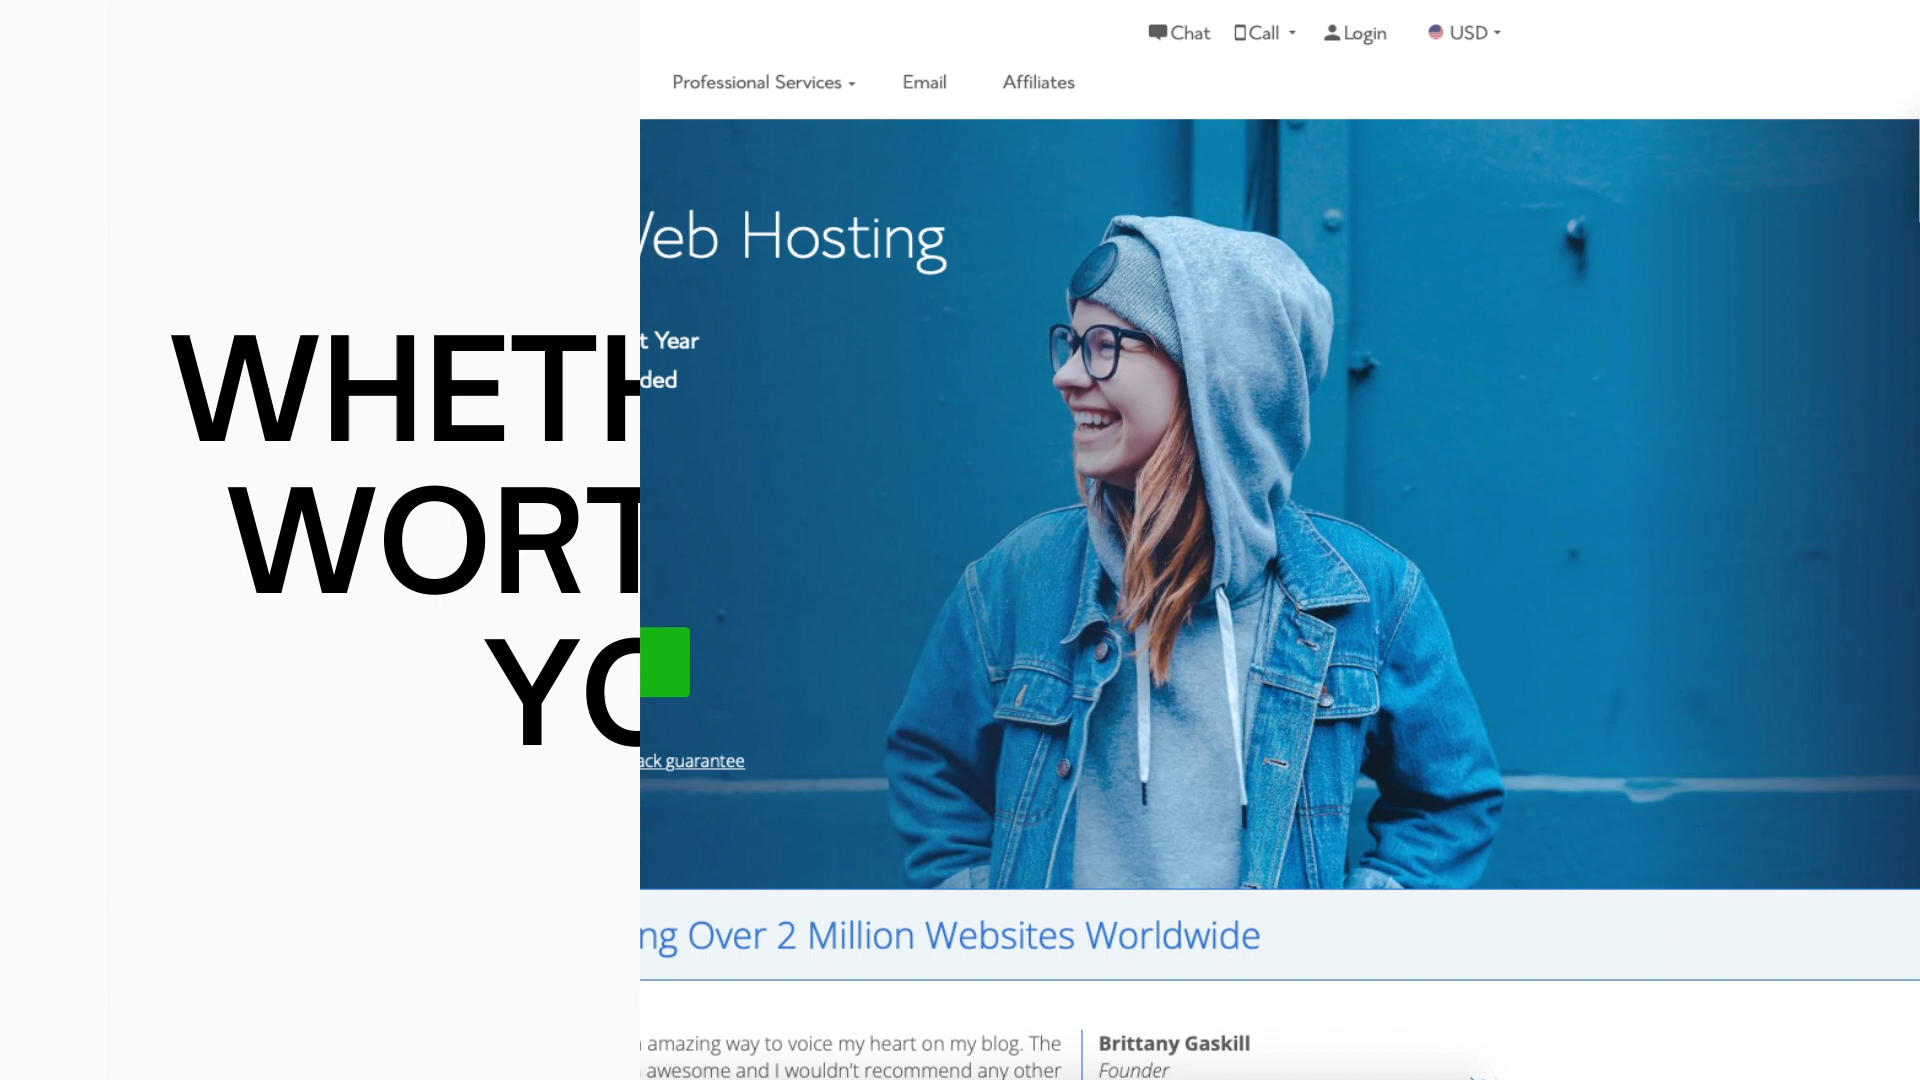 Chat Call Login USD
Professional Services Email Affiliates
Web Hosting
t Year
ded
WHETH
WORT
YO
ack guarantee
ng Over 2 Million Websites Worldwide
amazing way to voice my heart on my blog. The
awesome and I wouldn't recommend any other
Brittany Gaskill
Founder